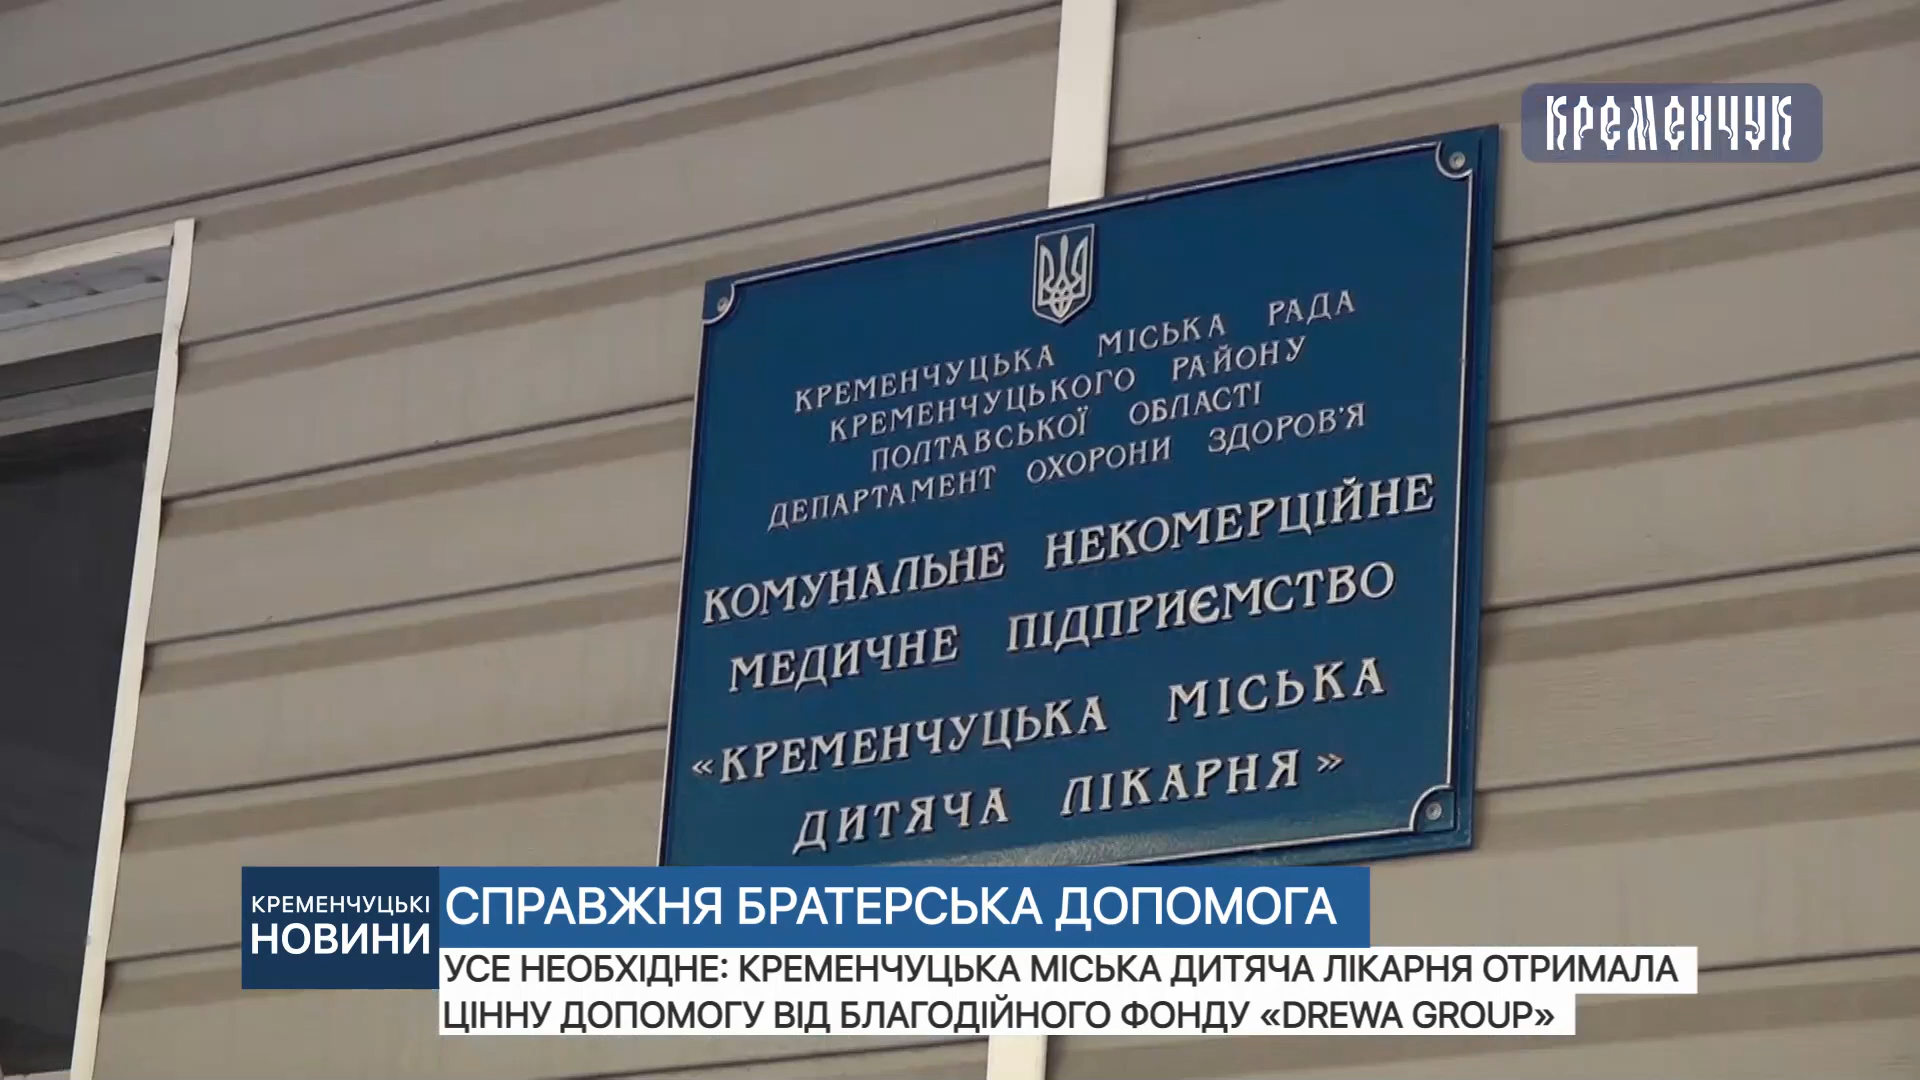 КРЕМЕНЧУК
КРЕМЕНЧУЦЬКА МІСЬКА РАДА
КРЕМЕНЧУЦЬКОГО РАЙОНУ
ПОЛТАВСЬКОЇ ОБЛАСТІ
ДЕПАРТАМЕНТ ОХОРОНИ ЗДОРОВ'Я
КОМУНАЛЬНЕ НЕКОМЕРЦІЙНЕ
МЕДИЧНЕ ПІДПРИЄМСТВО
«КРЕМЕНЧУЦЬКА МІСЬКА
ДИТЯЧА ЛІКАРНЯ»
КРЕМЕНЧУЦЬКІ
НОВИНИ
СПРАВЖНЯ БРАТЕРСЬКА ДОПОМОГА
УСЕ НЕОБХІДНЕ: КРЕМЕНЧУЦЬКА МІСЬКА ДИТЯЧА ЛІКАРНЯ ОТРИМАЛА
ЦІННУ ДОПОМОГУ ВІД БЛАГОДІЙНОГО ФОНДУ «DREWA GROUP»